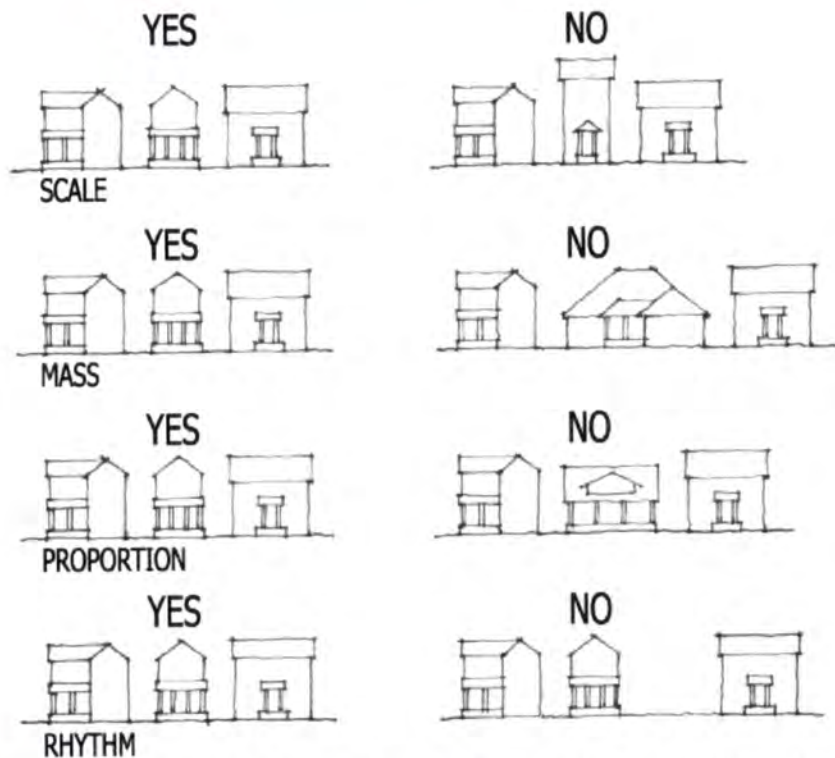 YES NO
SCALE
YES NO
MASS
YES NO
PROPORTION
YES NO
RHYTHM